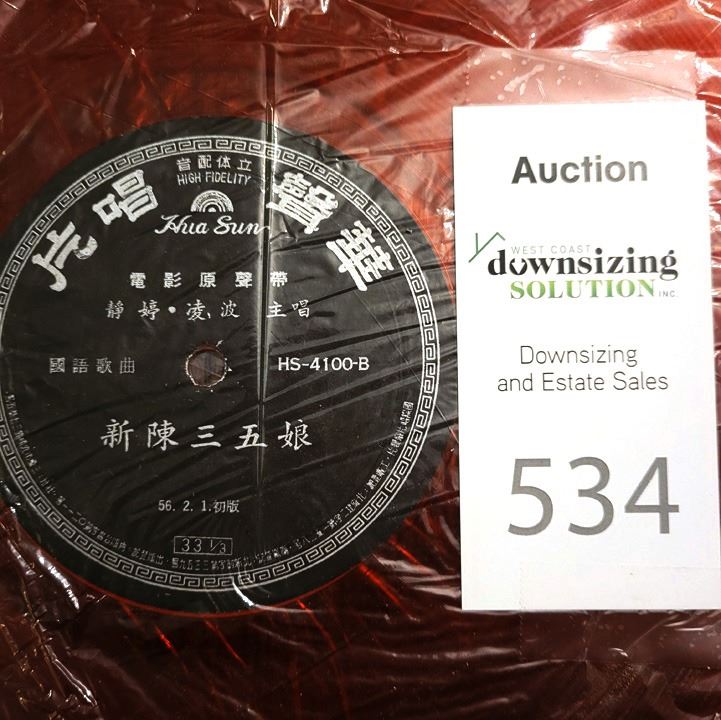 音配体立
HIGH FIDELITY
片唱聲華
Hua Sun
電影原聲帶
靜婷・凌波 主唱
國語歌曲
HS-4100-B
新陳三五娘
56. 2. 1.初版
33 1/3
Auction
WEST COAST
downsizing
SOLUTION INC.
Downsizing
and Estate Sales
534